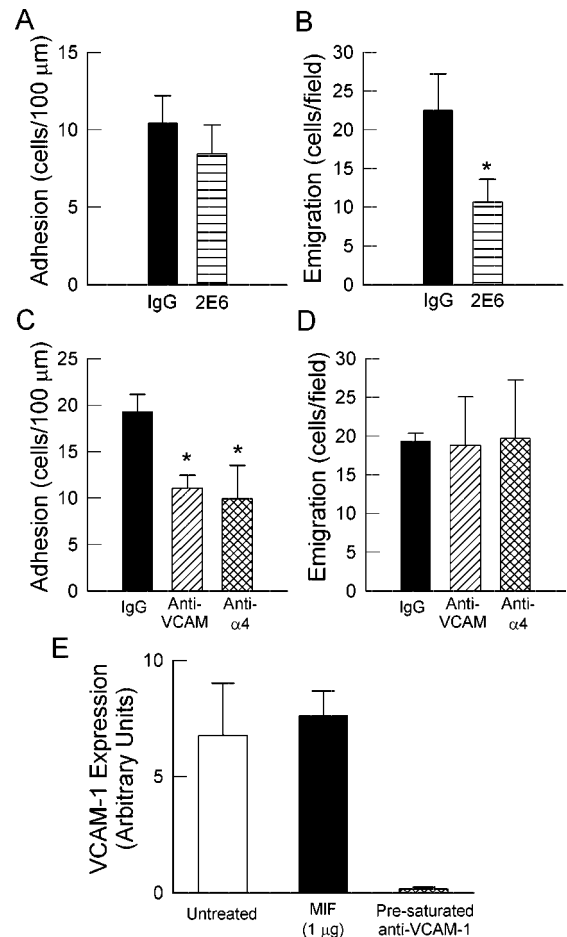 A
Adhesion (cells/100 μm)
15
10
5
0
IgG 2E6
B
Emigration (cells/field)
30
25
20
15
10
5
0
*
IgG 2E6
C
Adhesion (cells/100 μm)
25
20
15
10
5
0
* *
IgG Anti- Anti-
VCAM α4
D
Emigration (cells/field)
30
25
20
15
10
5
0
IgG Anti- Anti-
VCAM α4
E
VCAM-1 Expression
(Arbitrary Units)
10
5
0
Untreated MIF Pre-saturated
(1 μg) anti-VCAM-1